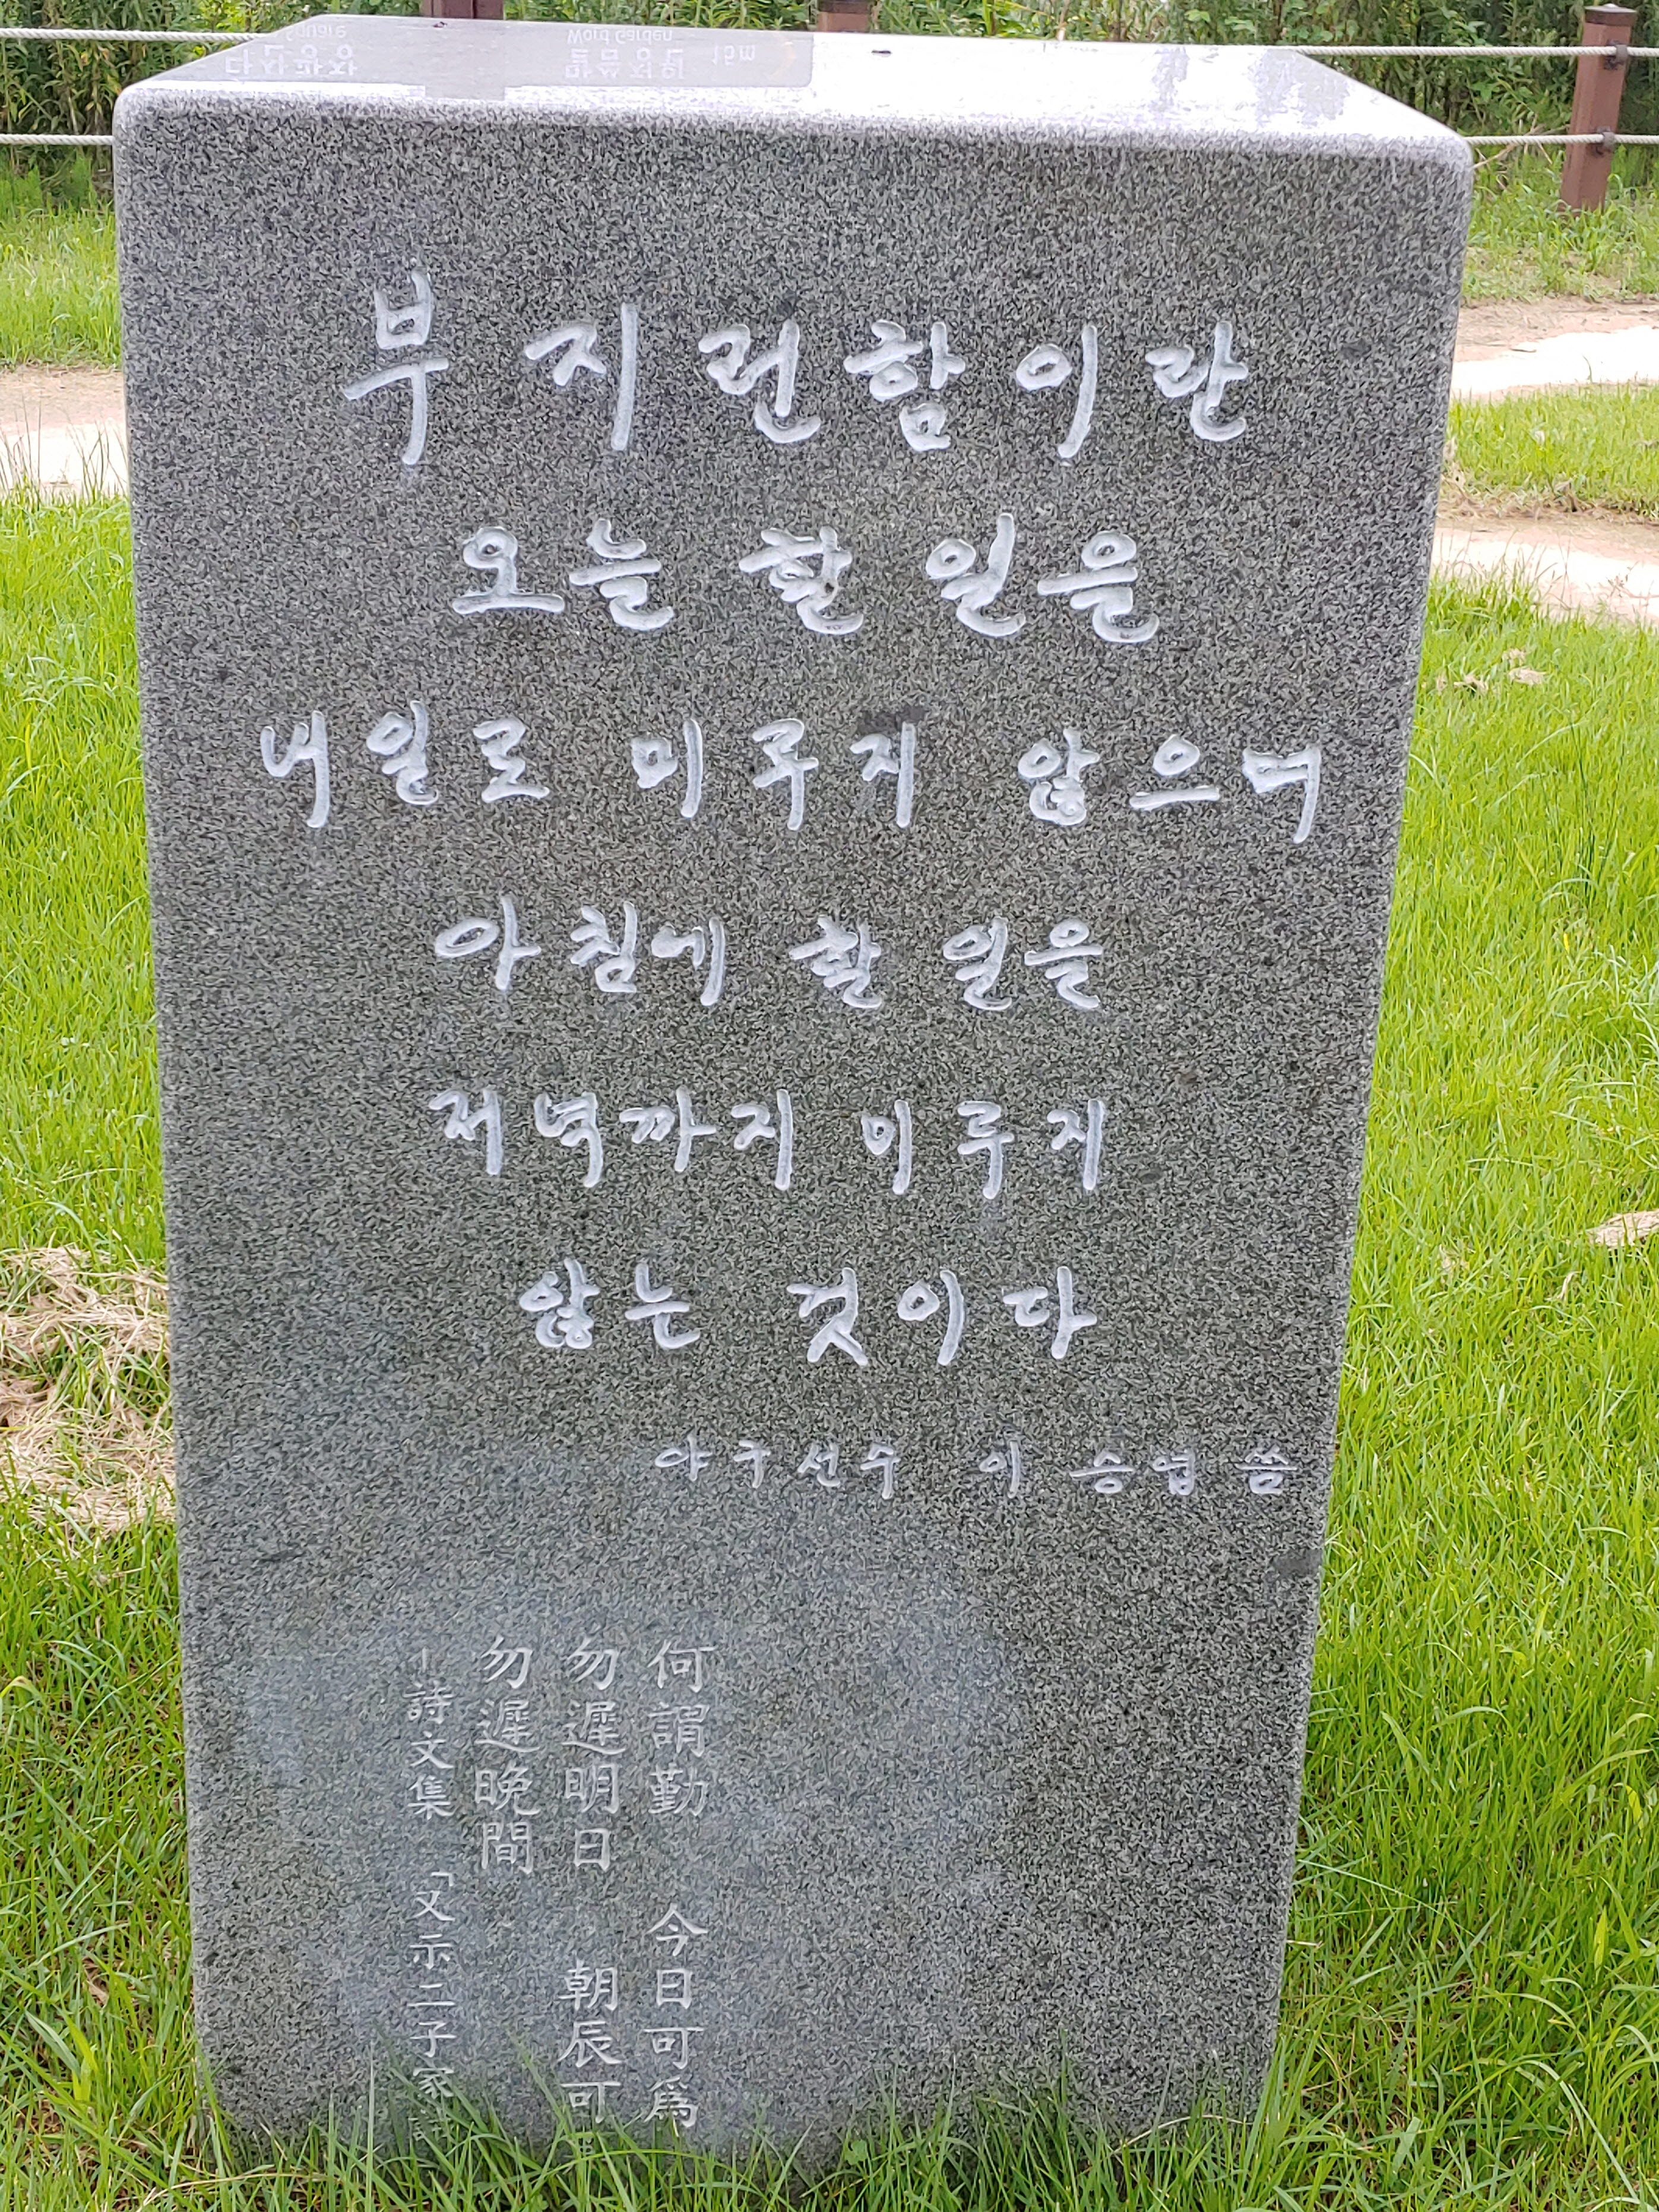 부지런함이란
오늘 할 일을
내일로 미루지 않으며
아침에 할 일을
저녁까지 미루지
않는 것이다
야구선수 이승엽 씀
何謂勤 今日可爲
勿遲明日 朝辰可
勿遲晩間
- 詩文集 「又示二子家